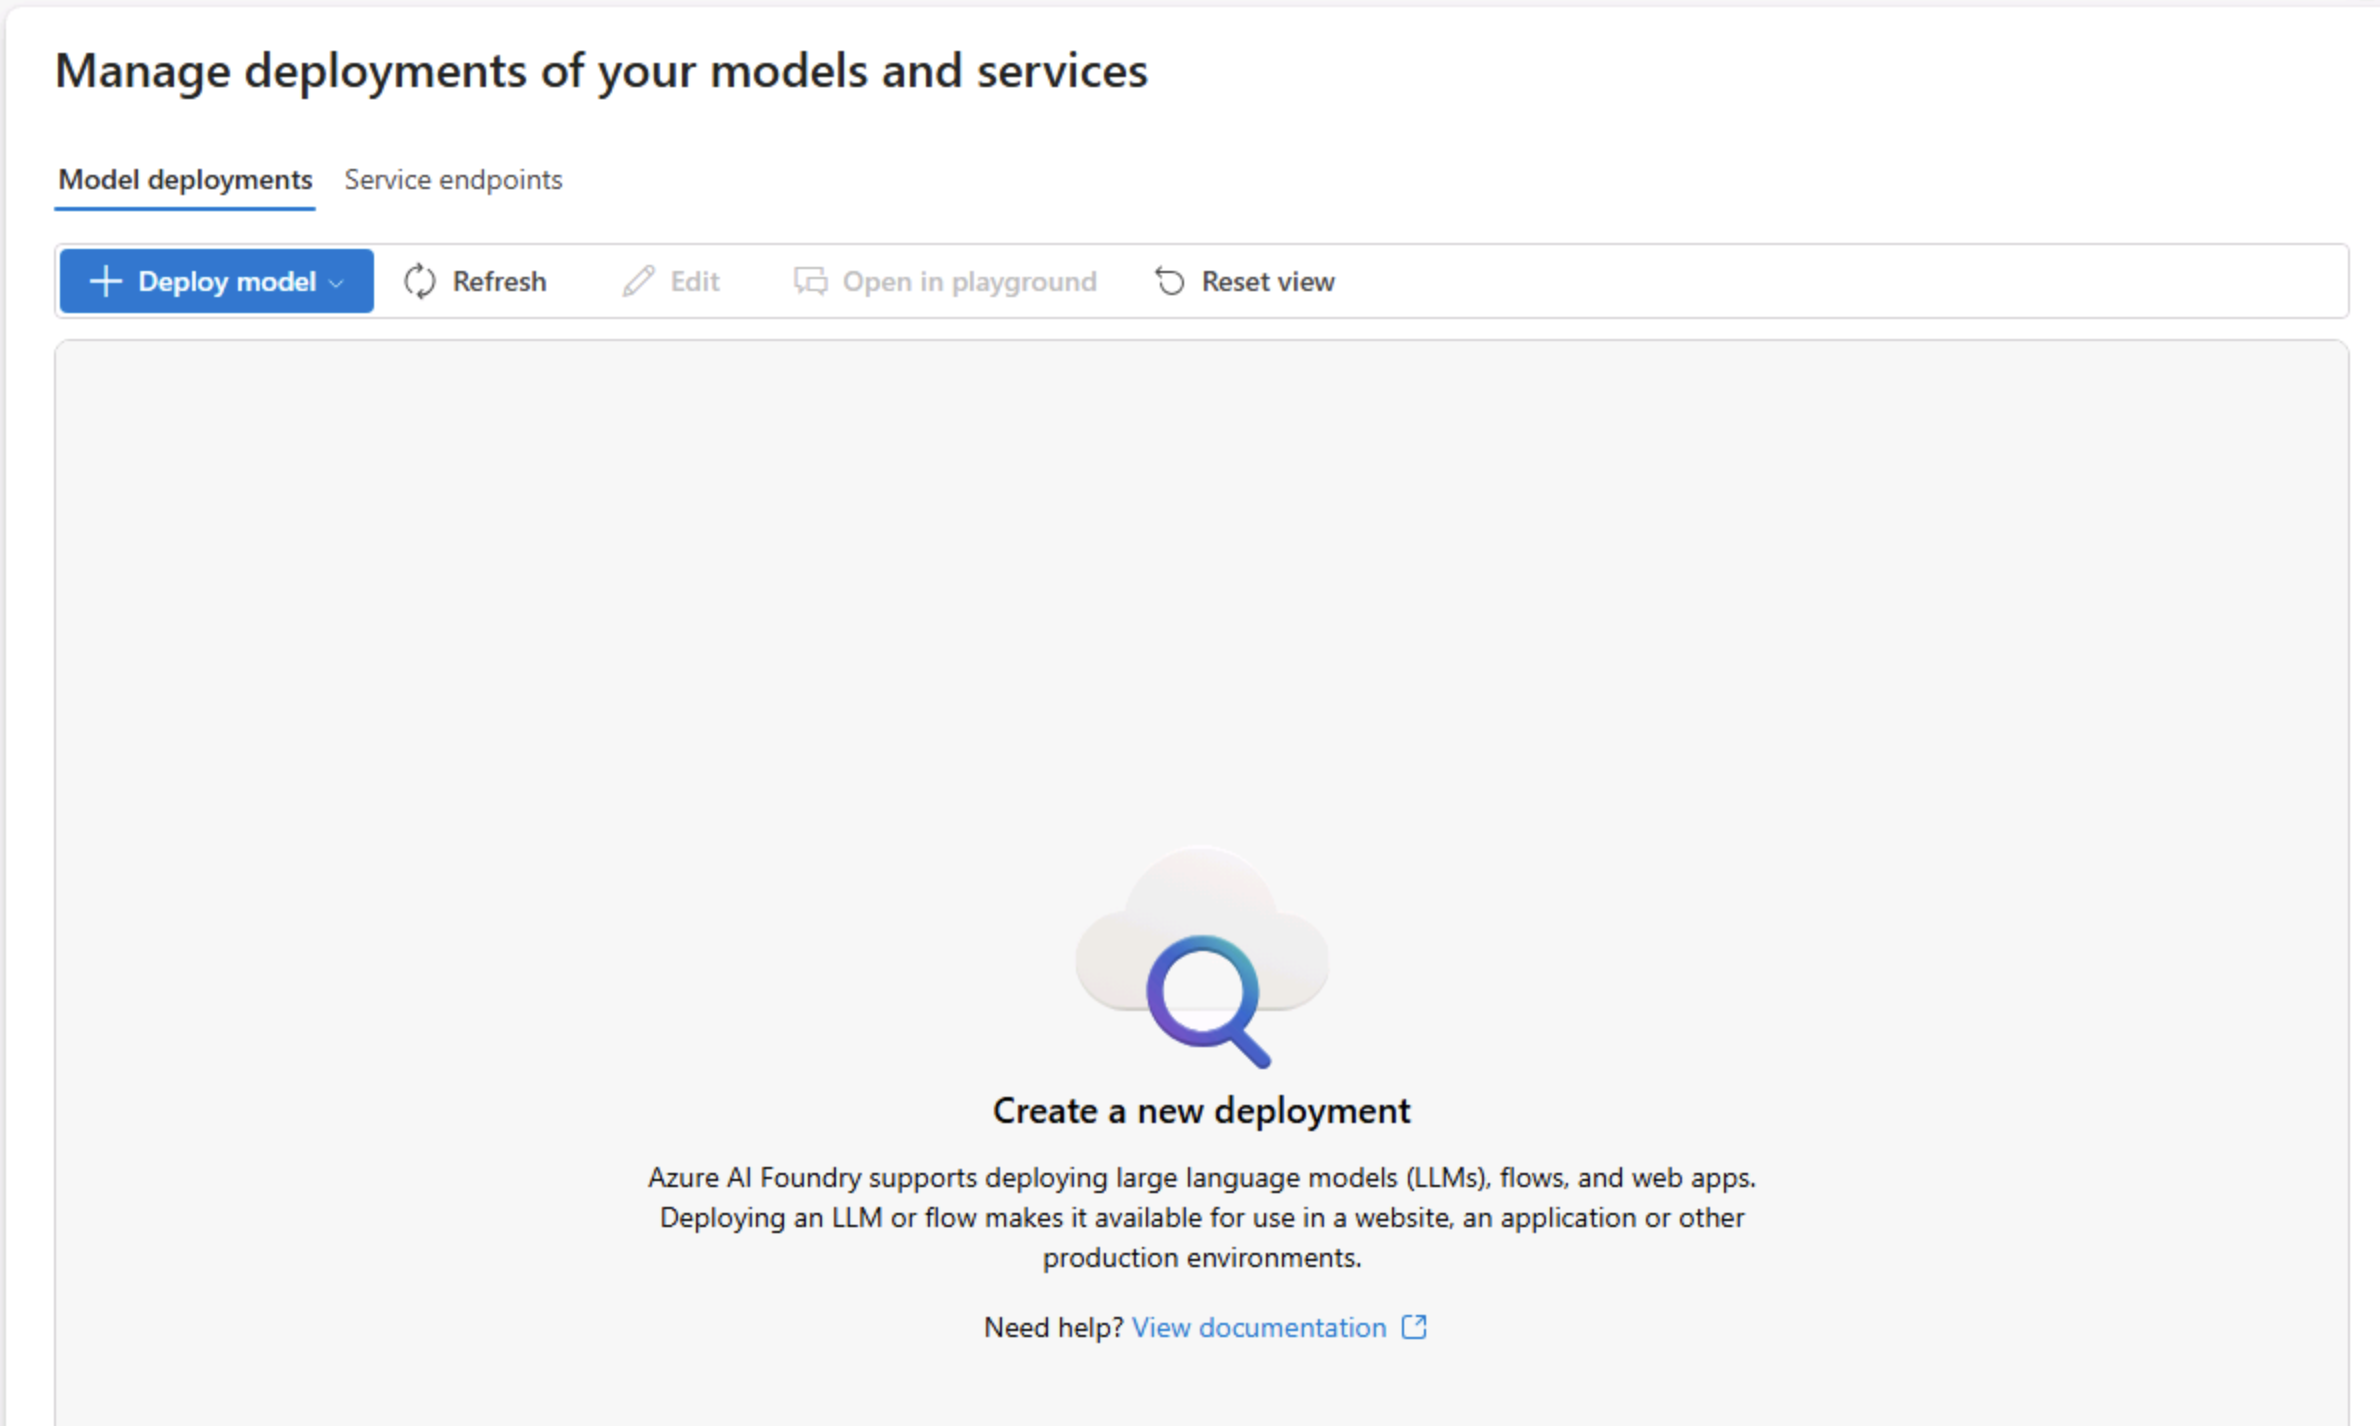 Manage deployments of your models and services
Model deployments Service endpoints
Deploy model Refresh Edit Open in playground Reset view
Create a new deployment
Azure AI Foundry supports deploying large language models (LLMs), flows, and web apps.
Deploying an LLM or flow makes it available for use in a website, an application or other
production environments.
Need help? View documentation